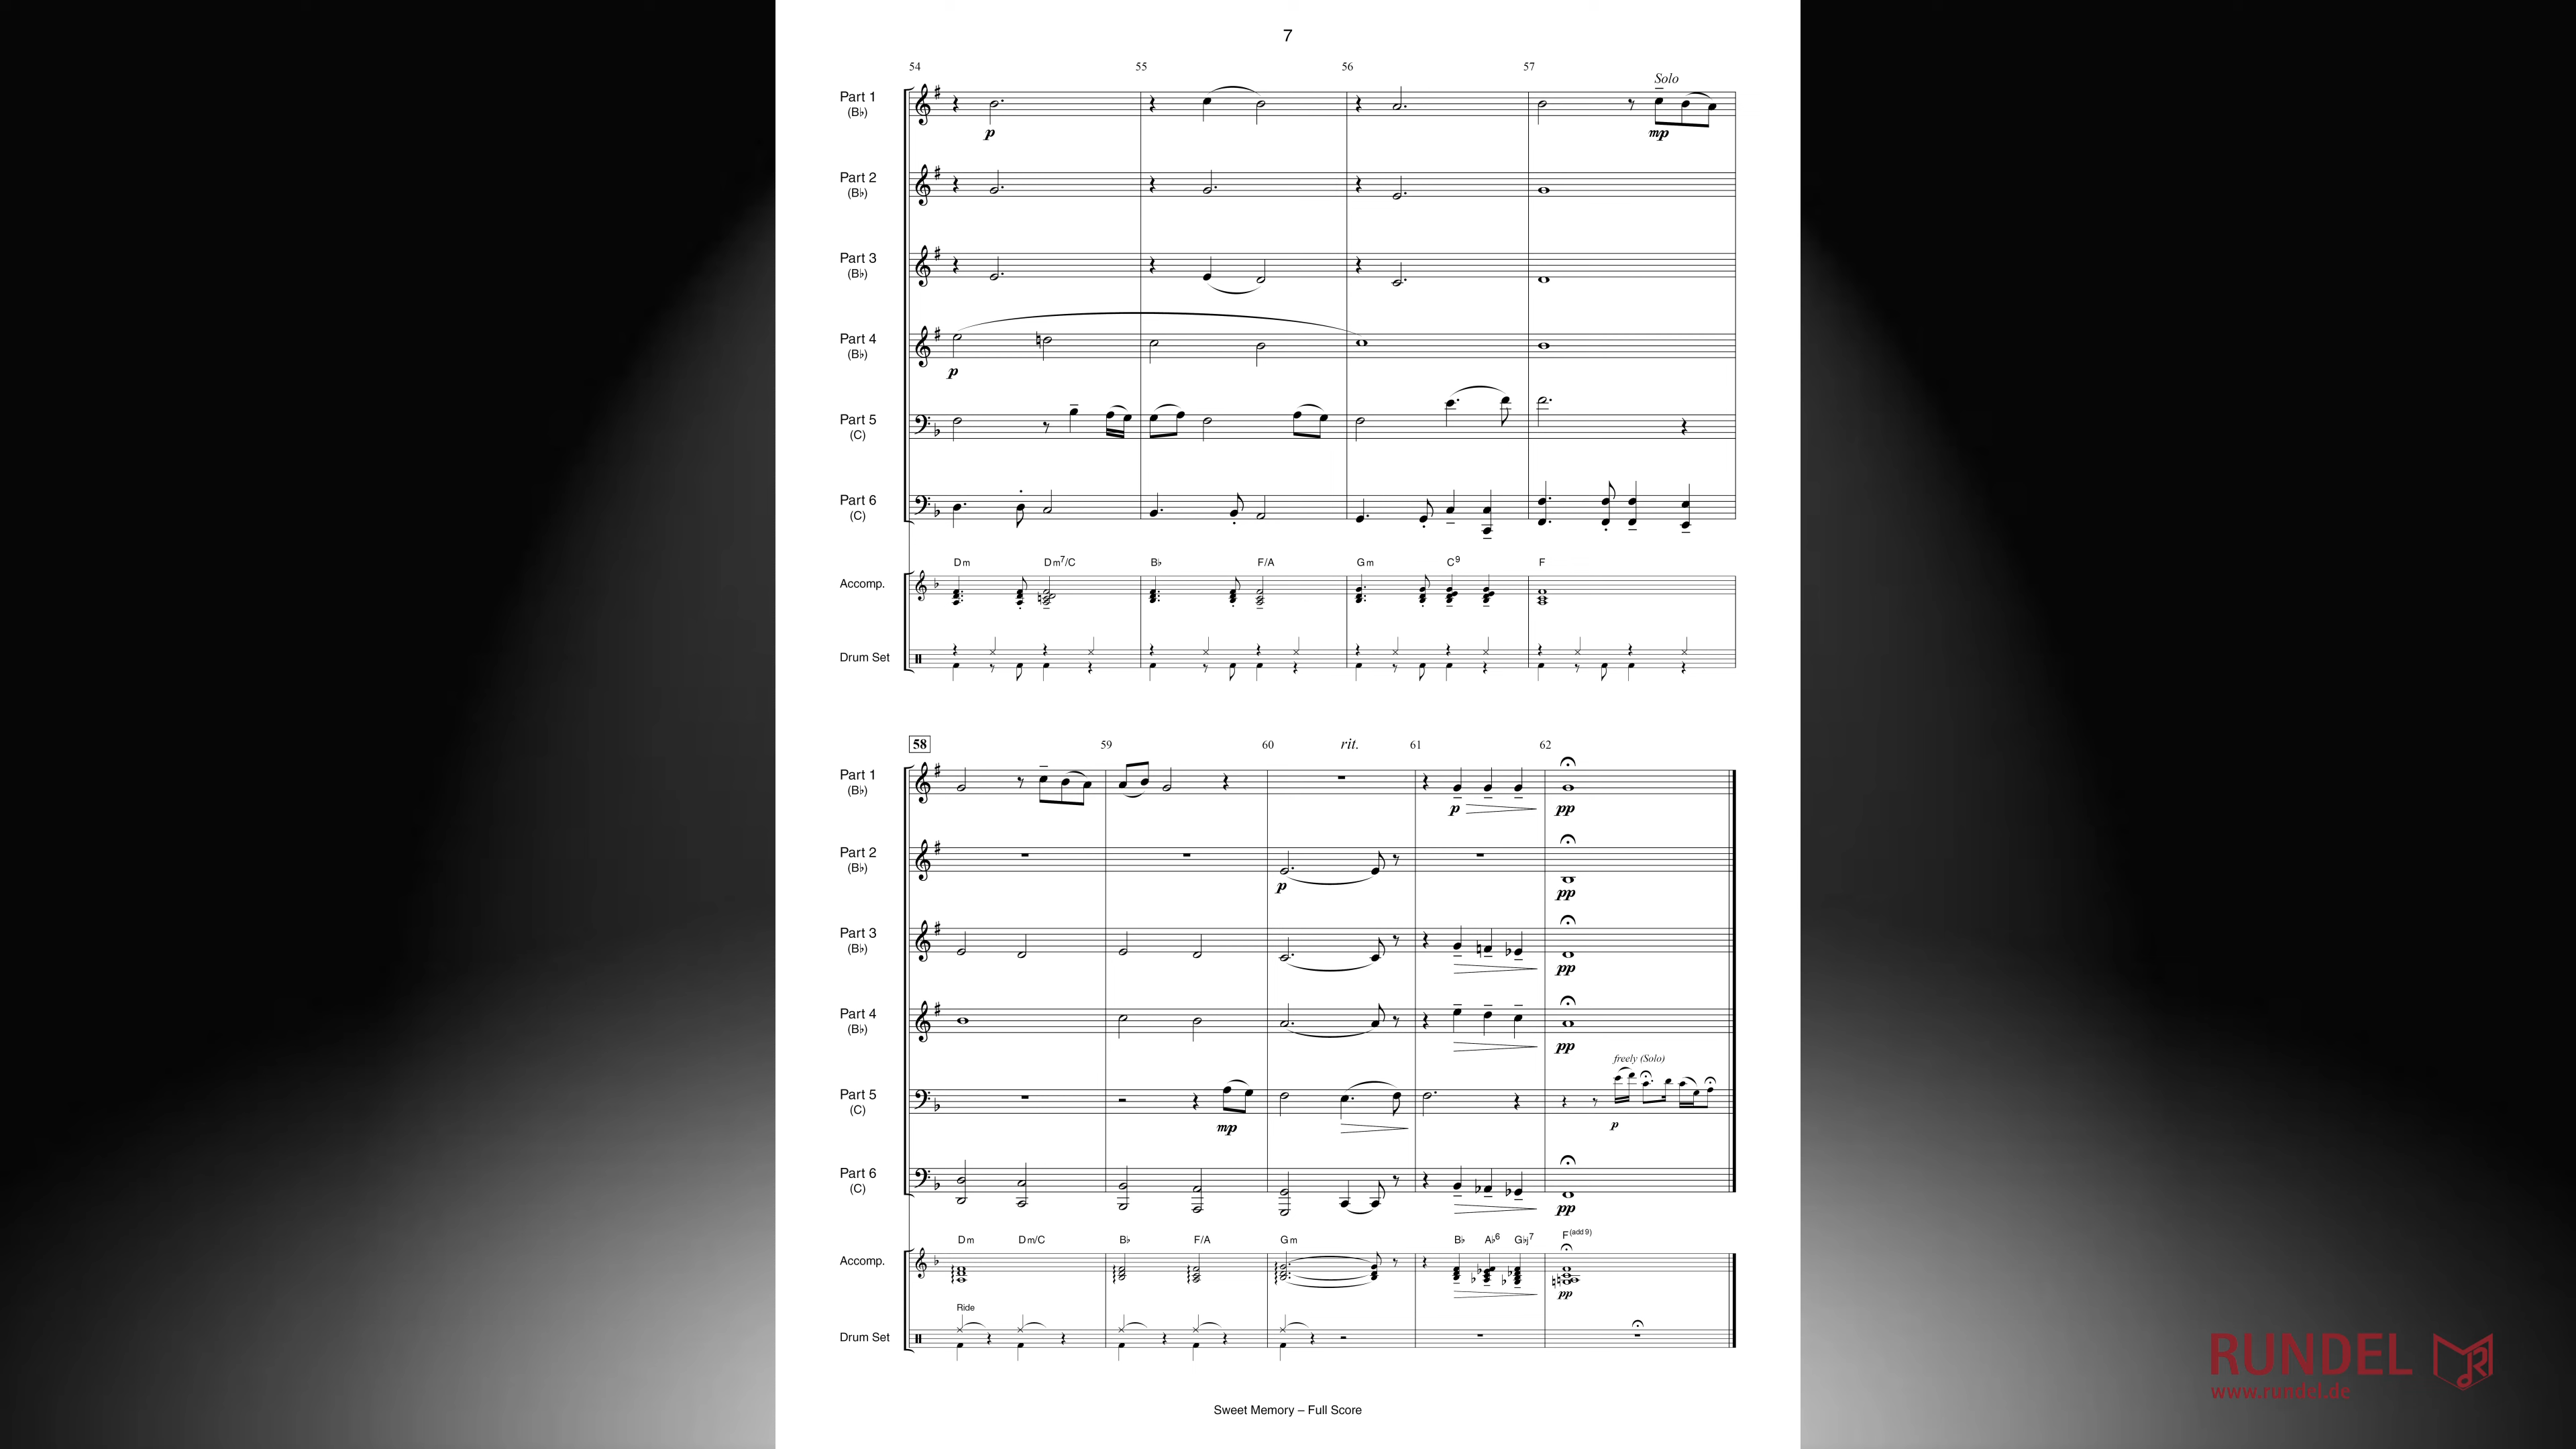 7
54 55 56 57
Solo
Part 1
(B♭)
p mp
Part 2
(B♭)
Part 3
(B♭)
Part 4
(B♭)
p
Part 5
(C)
Part 6
(C)
Dm Dm7/C B♭ F/A Gm C9 F
Accomp.
Drum Set
58 59 60 rit. 61 62
Part 1
(B♭)
p pp
Part 2
(B♭)
p pp
Part 3
(B♭)
pp
Part 4
(B♭)
pp
freely (Solo)
Part 5
(C)
mp p
Part 6
(C)
pp
Dm Dm/C B♭ F/A Gm B♭ A♭6 G♭j7 F(add9)
Accomp.
pp
Ride
Drum Set
Sweet Memory – Full Score
RUNDEL
www.rundel.de